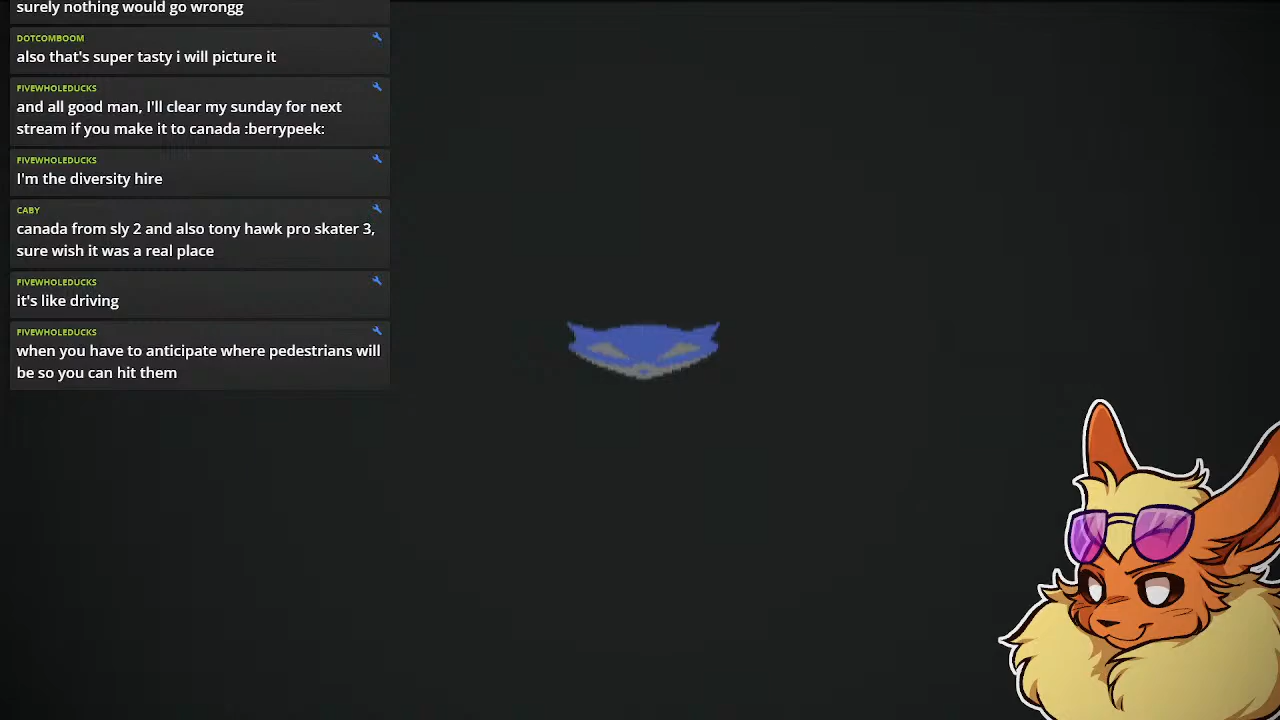 surely nothing would go wrongg
DOTCOMBOOM
also that's super tasty i will picture it
FIVEWHOLEDUCKS
and all good man, I'll clear my sunday for next
stream if you make it to canada :berrypeek:
FIVEWHOLEDUCKS
I'm the diversity hire
CABY
canada from sly 2 and also tony hawk pro skater 3,
sure wish it was a real place
FIVEWHOLEDUCKS
it's like driving
FIVEWHOLEDUCKS
when you have to anticipate where pedestrians will
be so you can hit them